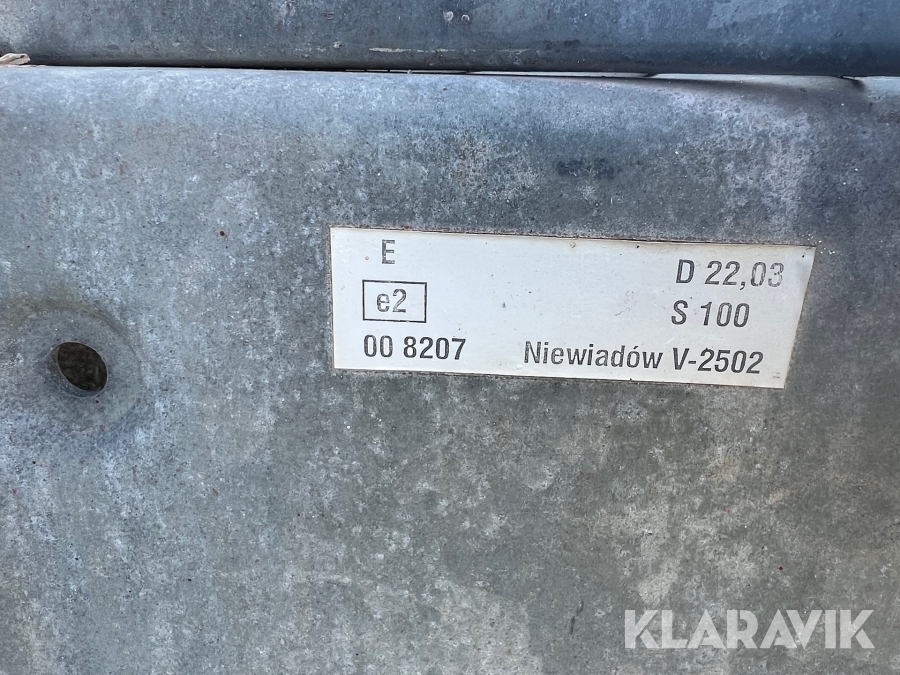 E
D 22,03
e2
S 100
00 8207
Niewiadów V-2502
KLARAVIK